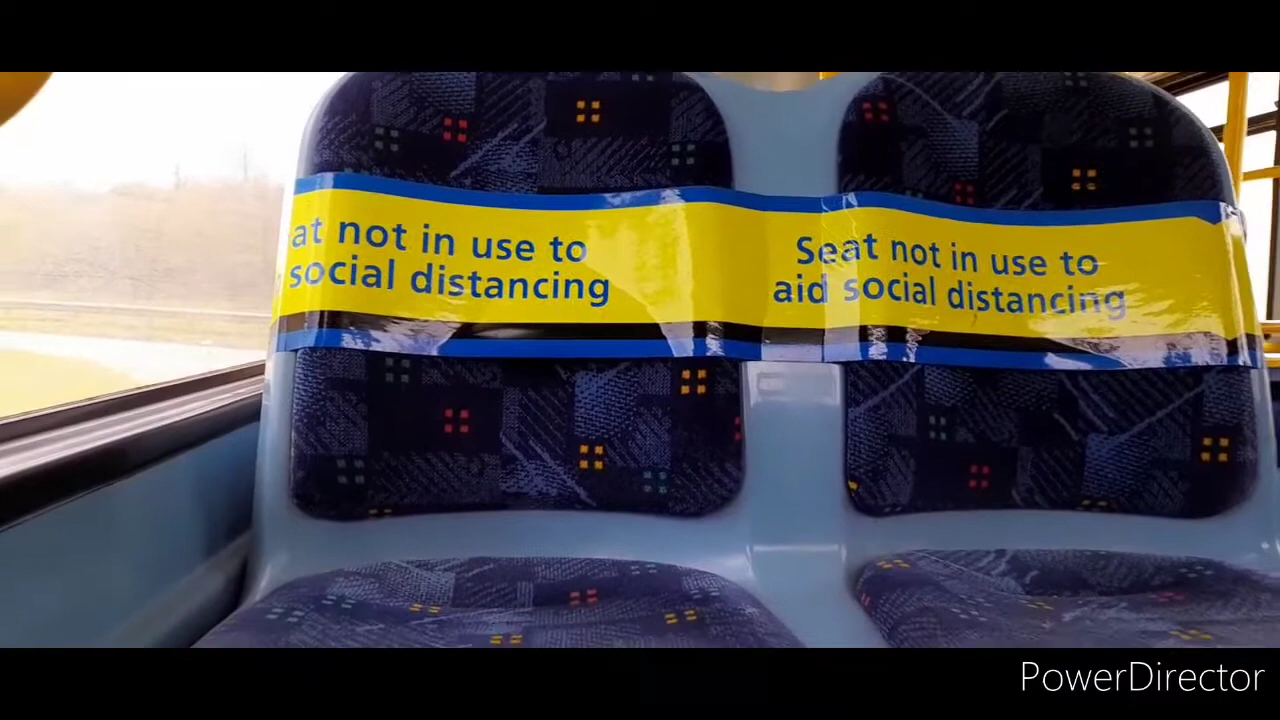 at not in use to
social distancing
Seat not in use to
aid social distancing
PowerDirector